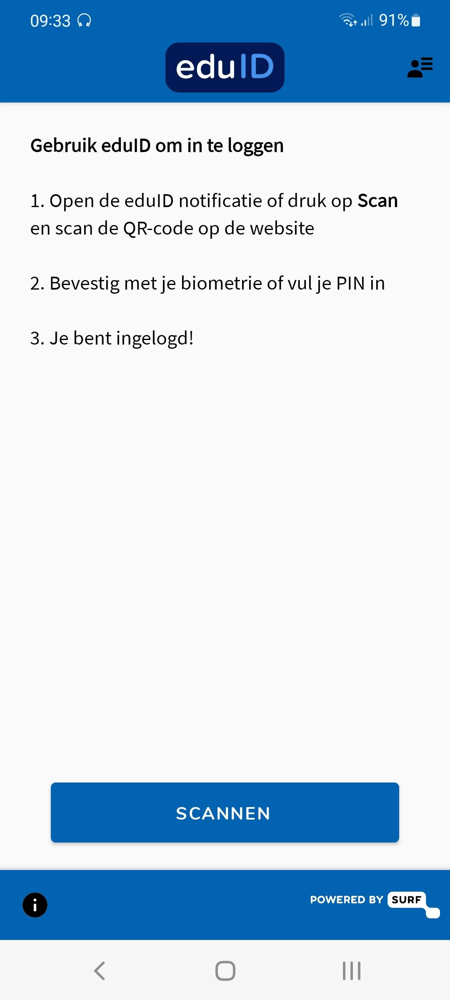 09:33
91%
eduID
Gebruik eduID om in te loggen
1. Open de eduID notificatie of druk op Scan
en scan de QR-code op de website
2. Bevestig met je biometrie of vul je PIN in
3. Je bent ingelogd!
SCANNEN
i
POWERED BY SURF